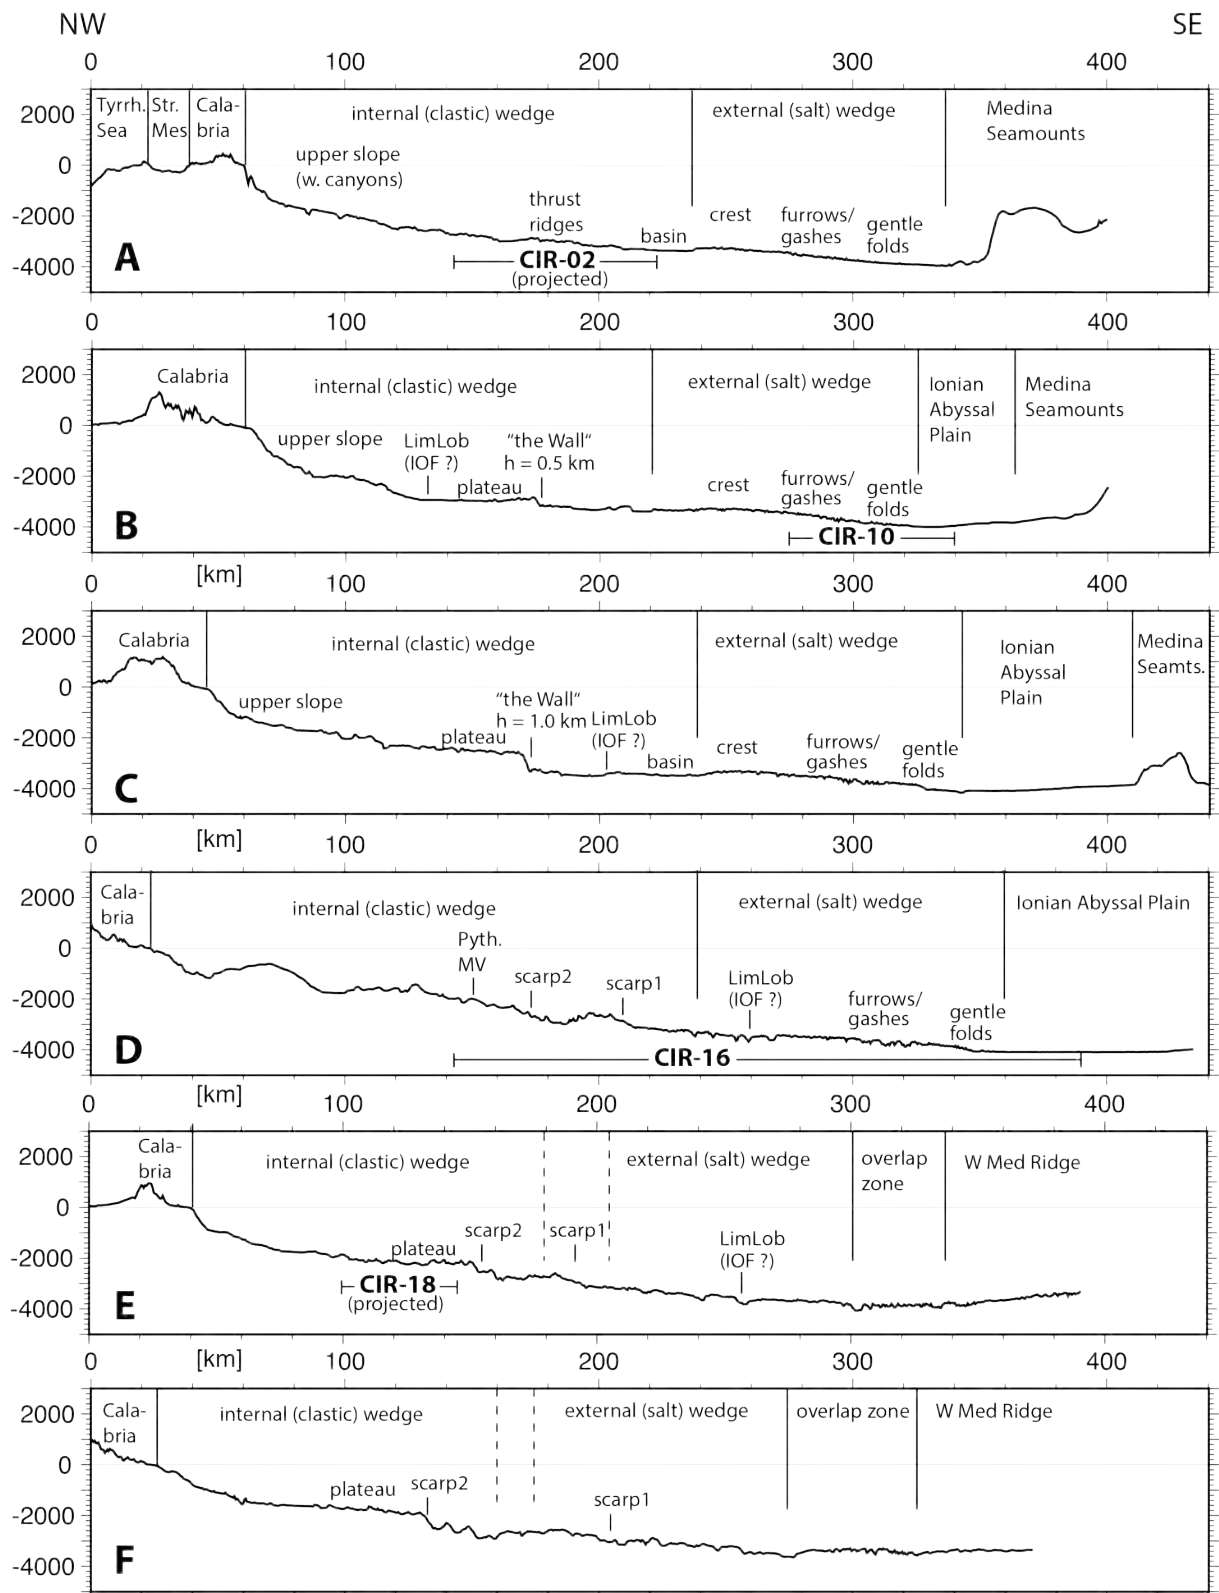 NW SE
0 100 200 300 400
Tyrrh. Str. Cala- internal (clastic) wedge external (salt) wedge Medina
Sea Mes bria Seamounts
2000
0
-2000
-4000
upper slope
(w. canyons)
thrust
ridges
basin
crest
furrows/
gashes
gentle
folds
A
CIR-02
(projected)
0 100 200 300 400
2000
0
-2000
-4000
Calabria
internal (clastic) wedge
external (salt) wedge
Ionian
Abyssal
Plain
Medina
Seamounts
upper slope
LimLob
(IOF ?)
"the Wall"
h = 0.5 km
plateau
crest
furrows/
gashes
gentle
folds
B
CIR-10
0 [km] 100 200 300 400
2000
0
-2000
-4000
Calabria
internal (clastic) wedge
external (salt) wedge
Ionian
Abyssal
Plain
Medina
Seamts.
upper slope
"the Wall"
h = 1.0 km
LimLob
(IOF ?)
plateau
basin
crest
furrows/
gashes
gentle
folds
C
0 [km] 100 200 300 400
2000
0
-2000
-4000
Cala-
bria
internal (clastic) wedge
external (salt) wedge
Ionian Abyssal Plain
Pyth.
MV
scarp2
scarp1
LimLob
(IOF ?)
furrows/
gashes
gentle
folds
D
CIR-16
0 [km] 100 200 300 400
2000
0
-2000
-4000
Cala-
bria
internal (clastic) wedge
external (salt) wedge
overlap
zone
W Med Ridge
plateau
scarp2
scarp1
LimLob
(IOF ?)
E
CIR-18
(projected)
0 [km] 100 200 300 400
2000
0
-2000
-4000
Cala-
bria
internal (clastic) wedge
external (salt) wedge
overlap zone
W Med Ridge
plateau
scarp2
scarp1
F